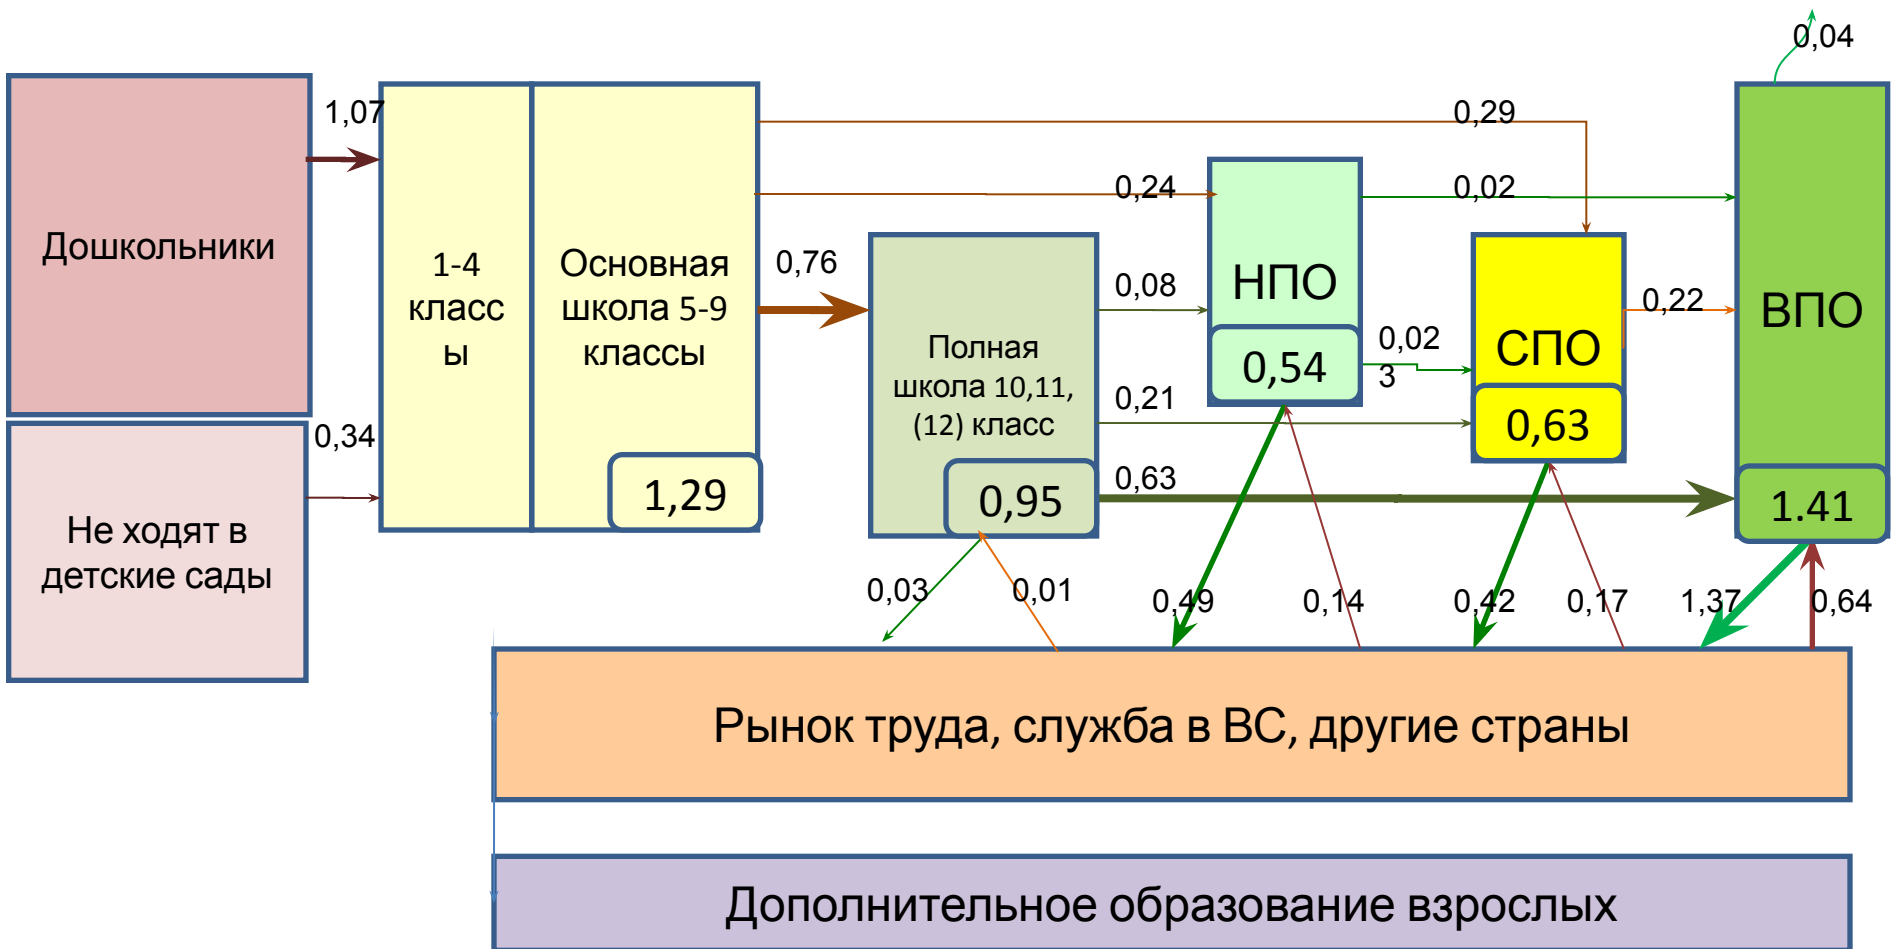 0,04
1,07
0,29
0,24
0,02
Дошкольники
1-4
класс
ы
Основная
школа 5-9
классы
0,76
0,08
НПО
0,54
0,02
3
0,22
ВПО
СПО
0,63
Полная
школа 10,11,
(12) класс
0,21
0,34
1,29
0,95
0,63
1.41
Не ходят в
детские сады
0,03
0,01
0,49
0,14
0,42
0,17
1,37
0,64
Рынок труда, служба в ВС, другие страны
Дополнительное образование взрослых